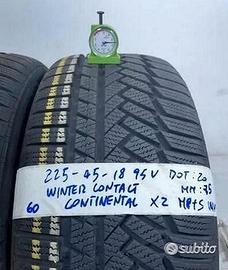 225-45-18 95V DOT:20
WINTER CONTACT MM:7,5
60 CONTINENTAL X2 M+S
subito